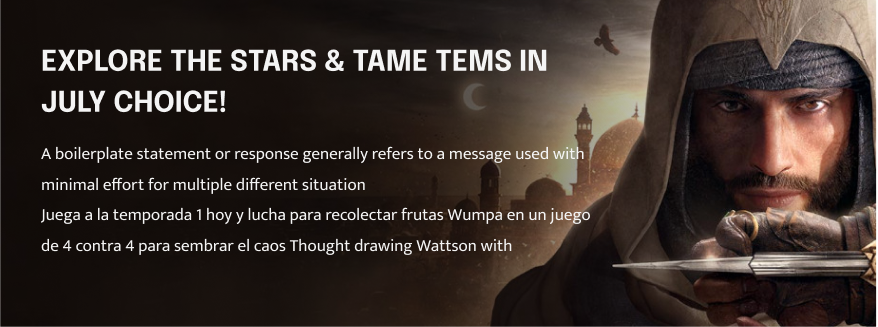 EXPLORE THE STARS & TAME TEMS IN
JULY CHOICE!
A boilerplate statement or response generally refers to a message used with
minimal effort for multiple different situation
Juega a la temporada 1 hoy y lucha para recolectar frutas Wumpa en un juego
de 4 contra 4 para sembrar el caos Thought drawing Wattson with